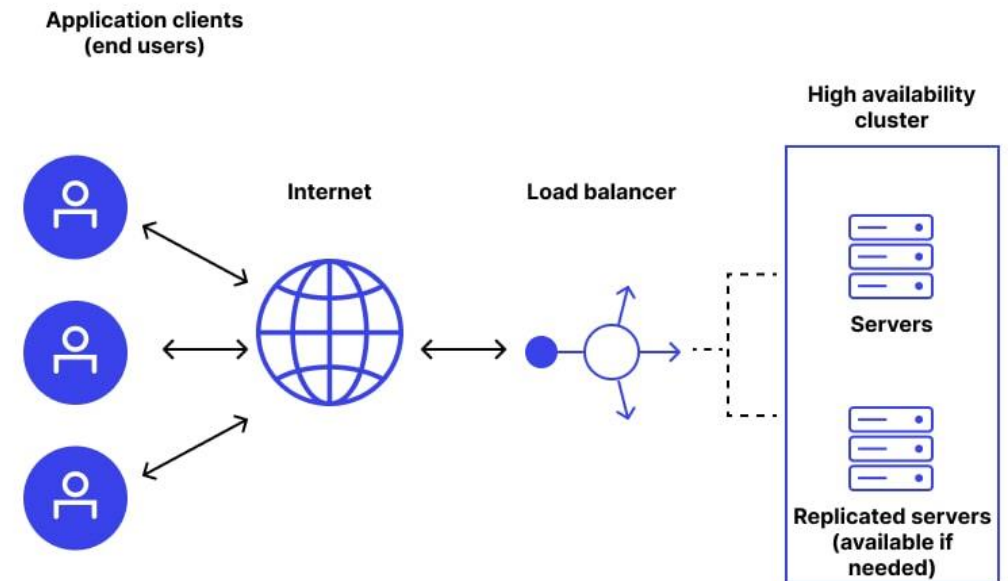 Application clients
(end users)
High availability
cluster
Internet
Load balancer
Servers
Replicated servers
(available if
needed)